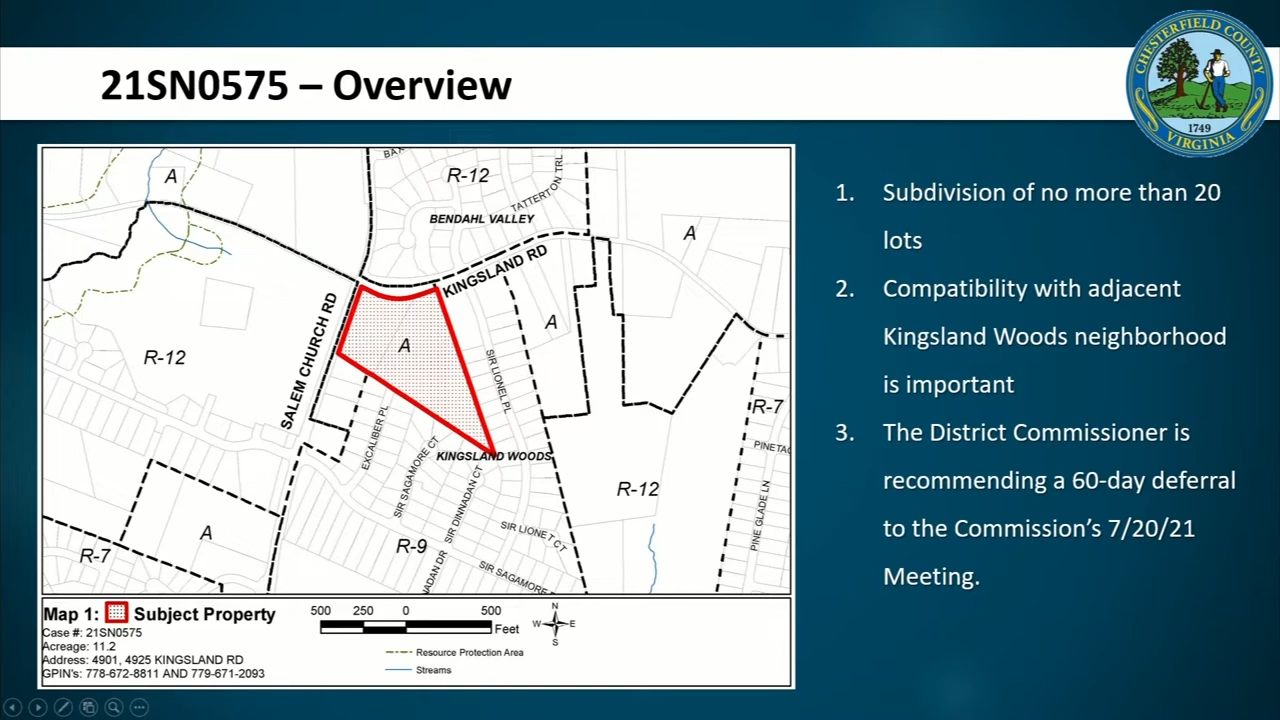 21SN0575 – Overview
CHESTERFIELD COUNTY
1749
VIRGINIA
1. Subdivision of no more than 20
lots
2. Compatibility with adjacent
Kingsland Woods neighborhood
is important
3. The District Commissioner is
recommending a 60-day deferral
to the Commission's 7/20/21
Meeting.
A
R-12
BENDAHL VALLEY
TATTERTON TRL
A
KINGSLAND RD
SALEM CHURCH RD
A
A
R-12
SIR LIONEL PL
R-7
EXCALIBER PL
SIR SAGAMORE CT
KINGSLAND WOODS
SIR DINNADAN CT
R-12
PINE GLADE LN
A
R-7
R-9
SIR LIONET CT
Map 1: Subject Property
Case #: 21SN0575
Acreage: 11.2
Address: 4901, 4925 KINGSLAND RD
GPIN's: 778-672-8811 AND 779-671-2093
500 250 0 500
Feet
N
W E
S
Resource Protection Area
Streams